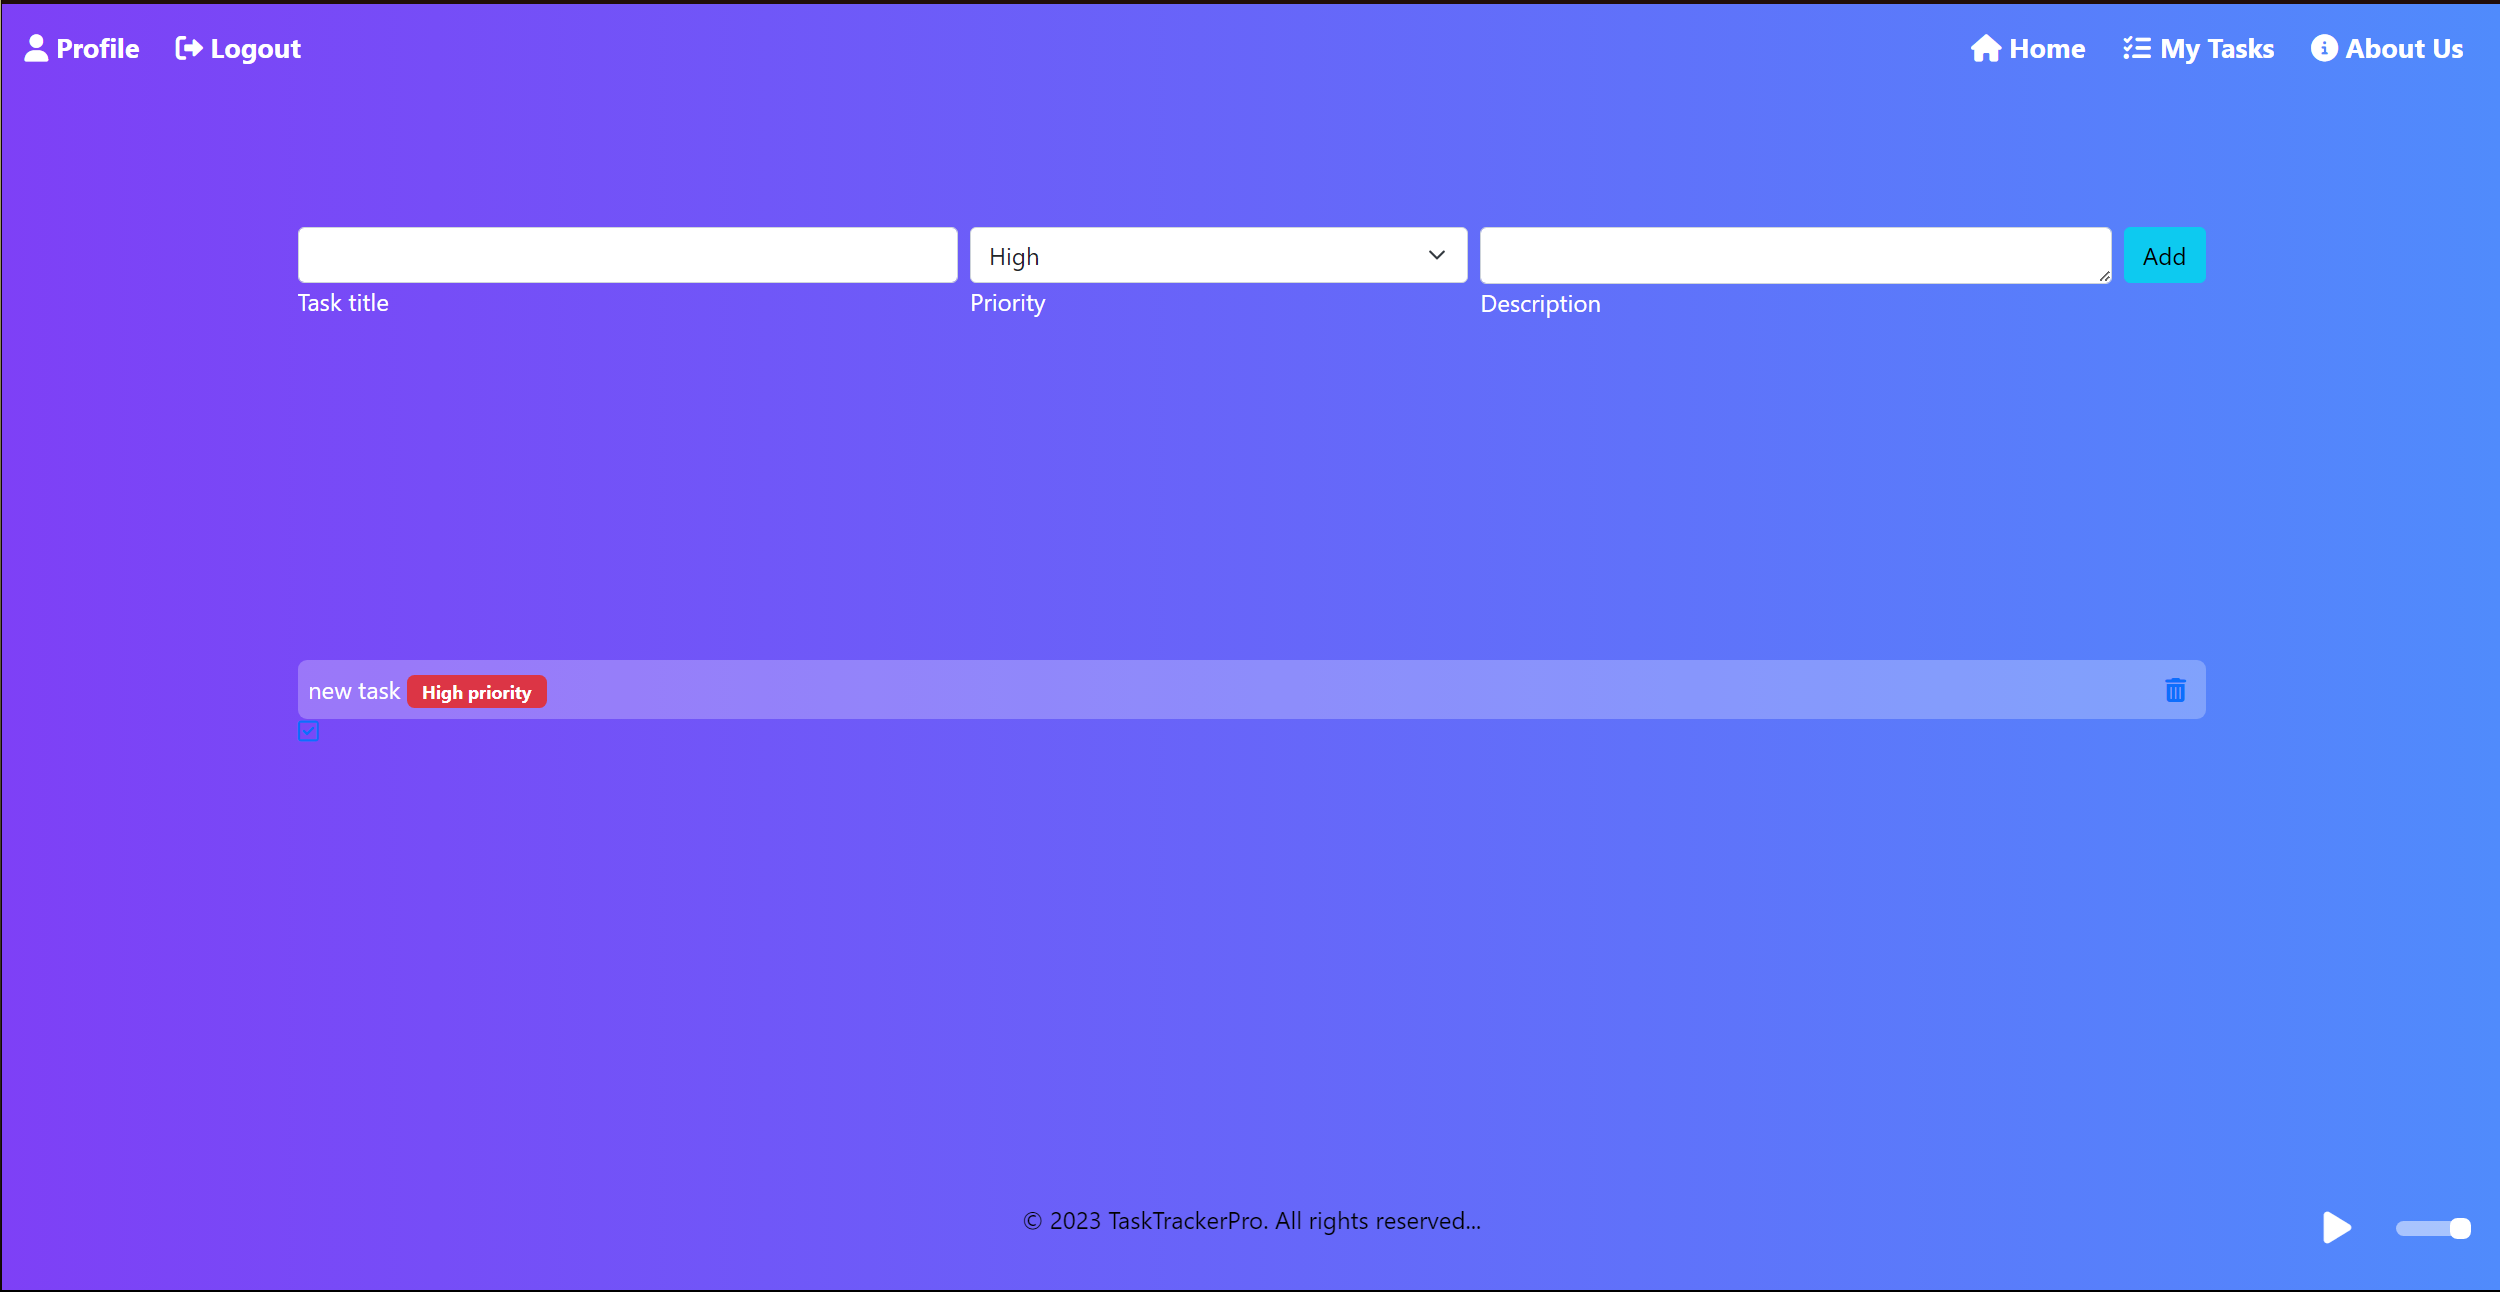 Profile Logout Home My Tasks About Us
High Add
Task title Priority Description
new task High priority
© 2023 TaskTrackerPro. All rights reserved...